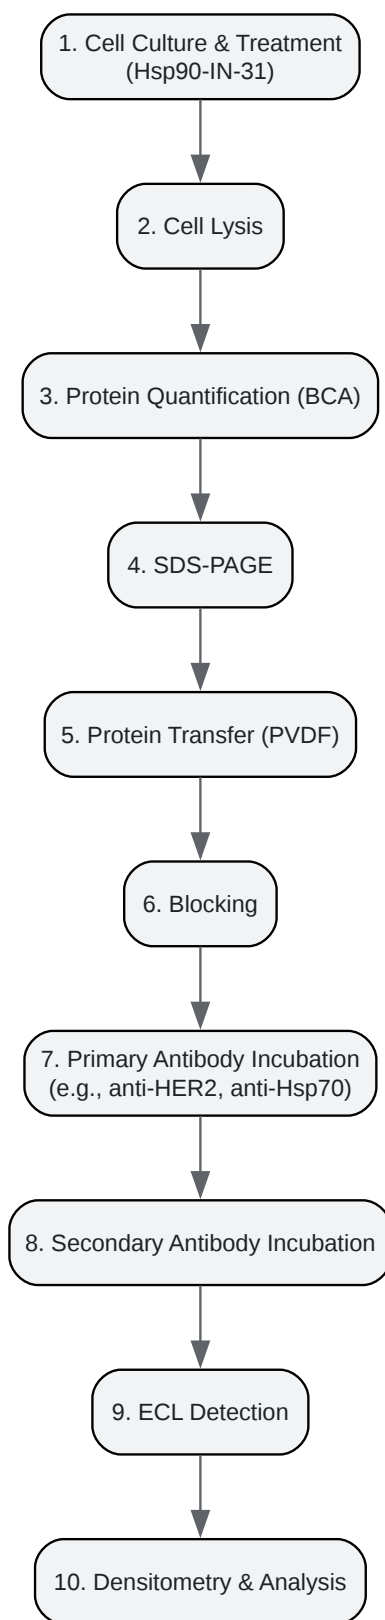 1. Cell Culture & Treatment
(Hsp90-IN-31)
2. Cell Lysis
3. Protein Quantification (BCA)
4. SDS-PAGE
5. Protein Transfer (PVDF)
6. Blocking
7. Primary Antibody Incubation
(e.g., anti-HER2, anti-Hsp70)
8. Secondary Antibody Incubation
9. ECL Detection
10. Densitometry & Analysis